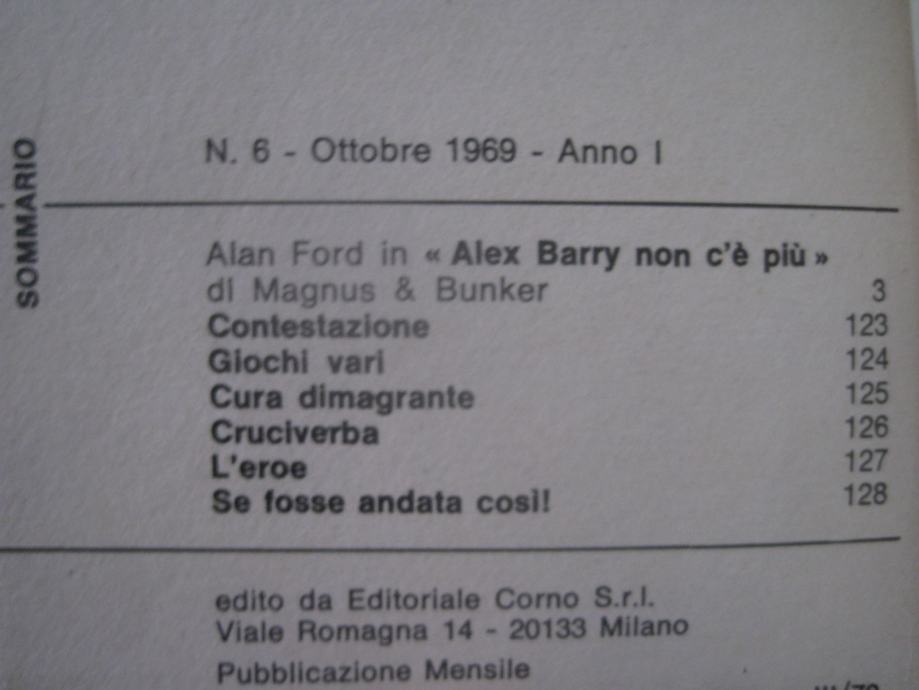 SOMMARIO
N. 6 - Ottobre 1969 - Anno I
Alan Ford in « Alex Barry non c'è più »
di Magnus & Bunker 3
Contestazione 123
Giochi vari 124
Cura dimagrante 125
Cruciverba 126
L'eroe 127
Se fosse andata così! 128
edito da Editoriale Corno S.r.l.
Viale Romagna 14 - 20133 Milano
Pubblicazione Mensile